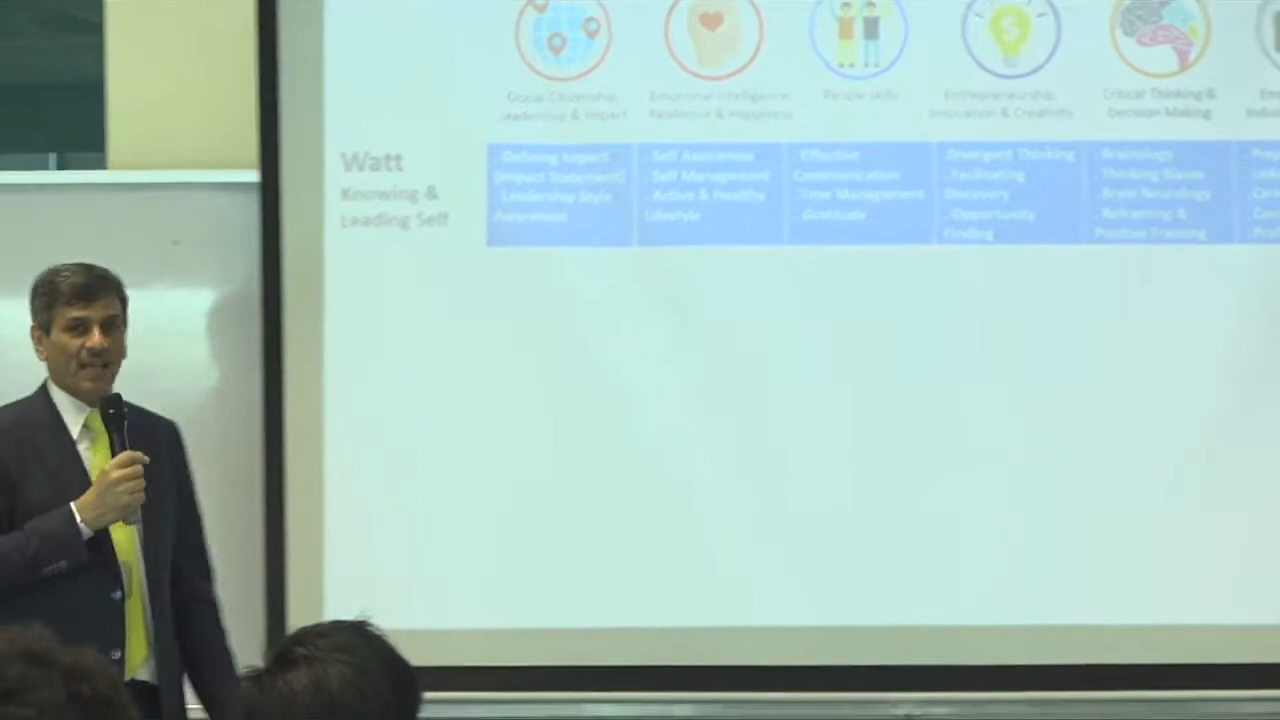 Global Citizenship,
Leadership & Impact
Emotional Intelligence,
Resilience & Happiness
People skills
Entrepreneurship,
Innovation & Creativity
Critical Thinking &
Decision Making
Watt
Knowing &
Leading Self
. Defining Impact
(Impact Statement)
. Leadership Style
Awareness
. Self Awareness
. Self Management
. Active & Healthy
Lifestyle
. Effective
Communication
. Time Management
. Gratitude
. Divergent Thinking
. Facilitating
Discovery
. Opportunity
Finding
. Brainology
. Thinking Biases
. Brain Neurology
. Reframing &
Positive Framing